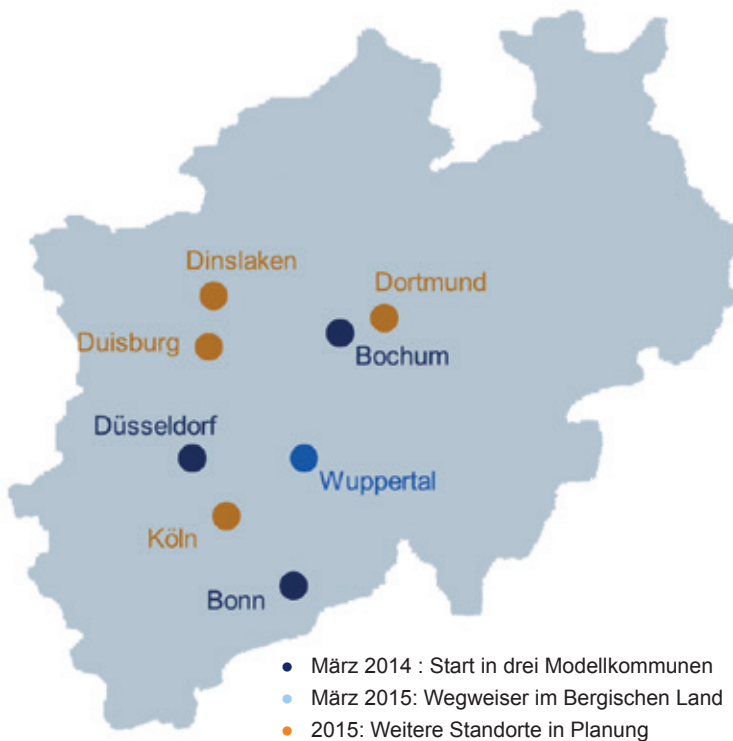 Dinslaken
Dortmund
Duisburg
Bochum
Düsseldorf
Wuppertal
Köln
Bonn
März 2014 : Start in drei Modellkommunen
März 2015: Wegweiser im Bergischen Land
2015: Weitere Standorte in Planung